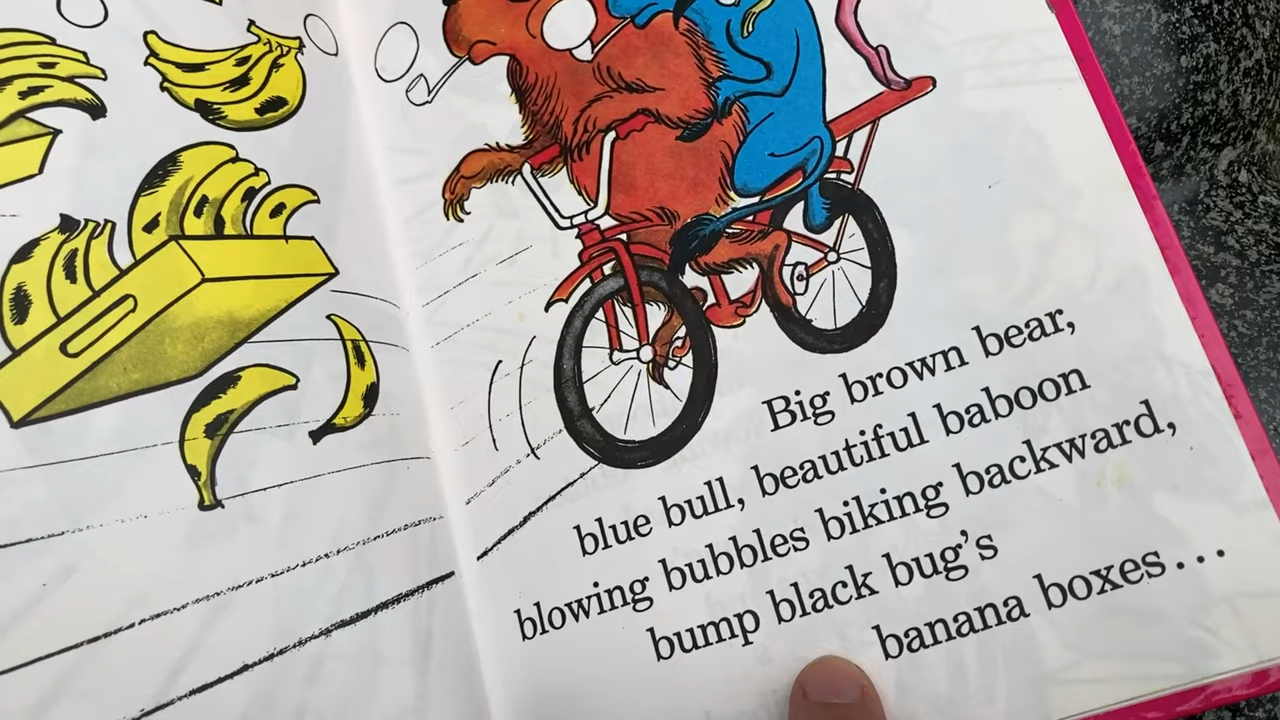 Big brown bear,
blue bull, beautiful baboon
blowing bubbles biking backward,
bump black bug's
banana boxes...